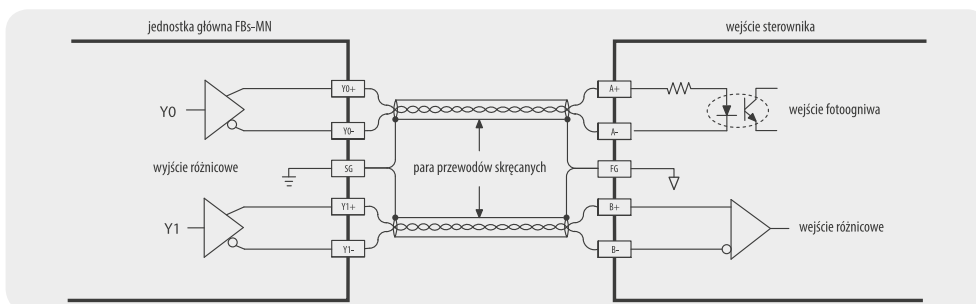 jednostka główna FBs-MN
wejście sterownika
Y0
Y0+
Y0-
A+
A-
wejście fotoogniwa
wyjście różnicowe
SG
para przewodów skręcanych
FG
Y1
Y1+
Y1-
B+
B-
wejście różnicowe